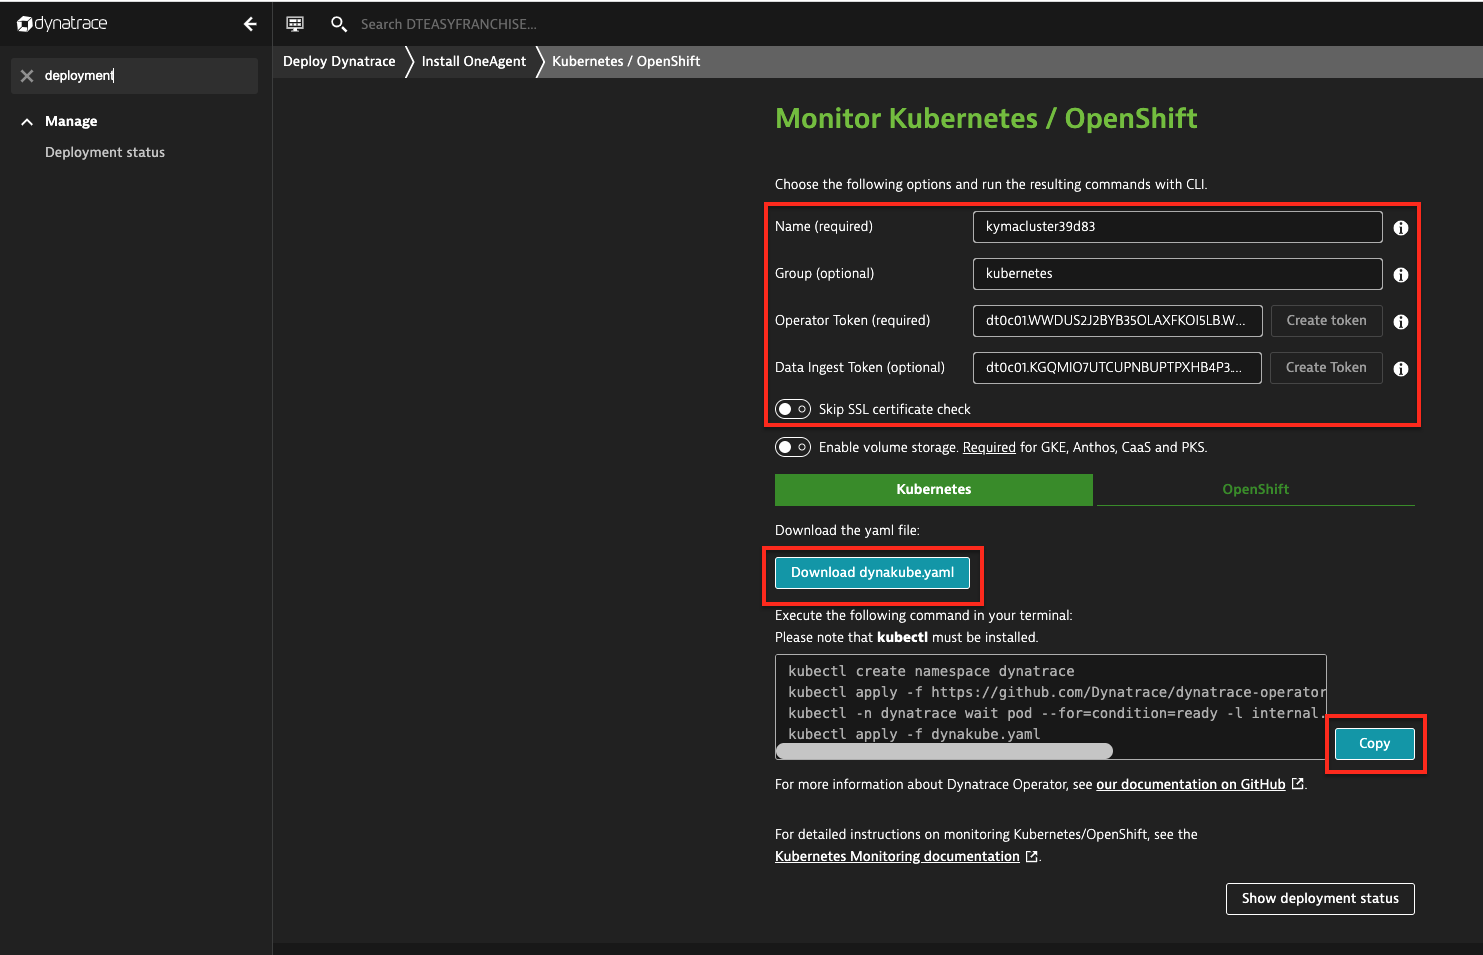 dynatrace
Search DTEASYFRANCHISE...
deployment
Manage
Deployment status
Deploy Dynatrace
Install OneAgent
Kubernetes / OpenShift
Monitor Kubernetes / OpenShift
Choose the following options and run the resulting commands with CLI.
Name (required)
kymacluster39d83
Group (optional)
kubernetes
Operator Token (required)
dt0c01.WWDUS2J2BYB35OLAXFKOI5LB.W...
Create token
Data Ingest Token (optional)
dt0c01.KGQMIO7UTCUPNBUPTPXHB4P3....
Create Token
Skip SSL certificate check
Enable volume storage. Required for GKE, Anthos, CaaS and PKS.
Kubernetes
OpenShift
Download the yaml file:
Download dynakube.yaml
Execute the following command in your terminal:
Please note that kubectl must be installed.
kubectl create namespace dynatrace
kubectl apply -f https://github.com/Dynatrace/dynatrace-operator
kubectl -n dynatrace wait pod --for=condition=ready -l internal.
kubectl apply -f dynakube.yaml
Copy
For more information about Dynatrace Operator, see our documentation on GitHub.
For detailed instructions on monitoring Kubernetes/OpenShift, see the
Kubernetes Monitoring documentation.
Show deployment status